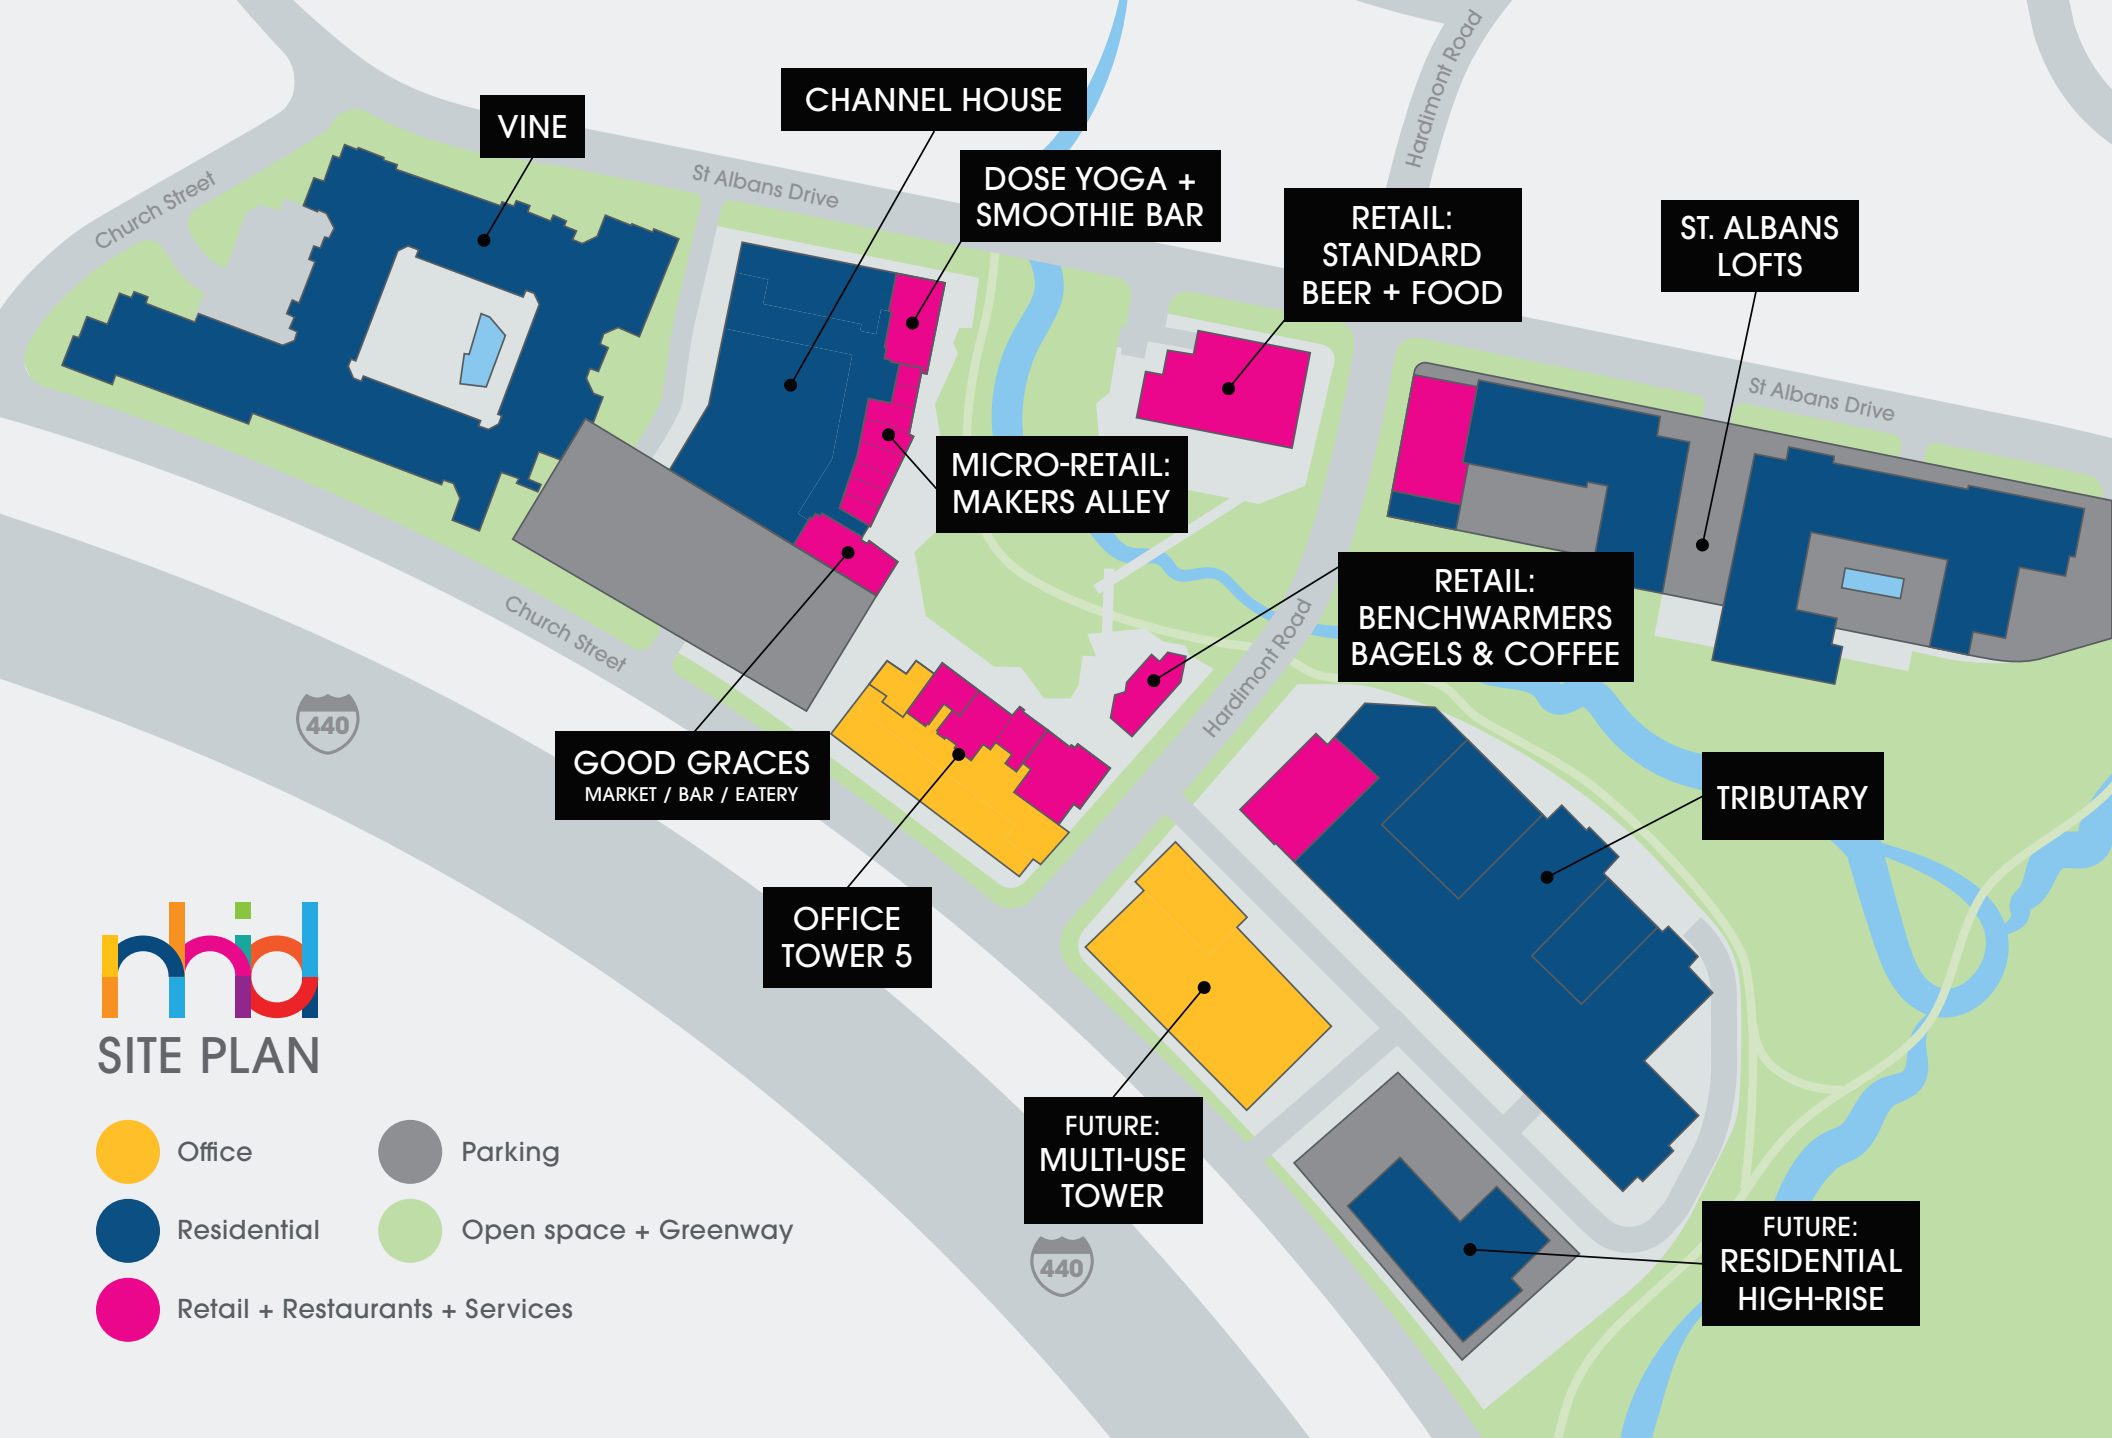 Hardimont Road
CHANNEL HOUSE
VINE
DOSE YOGA +
SMOOTHIE BAR
St Albans Drive
Church Street
RETAIL:
STANDARD
BEER + FOOD
ST. ALBANS
LOFTS
St Albans Drive
MICRO-RETAIL:
MAKERS ALLEY
RETAIL:
BENCHWARMERS
BAGELS & COFFEE
Church Street
Hardimont Road
440
GOOD GRACES
MARKET / BAR / EATERY
TRIBUTARY
OFFICE
TOWER 5
nhid
SITE PLAN
Office
Parking
Residential
Open space + Greenway
Retail + Restaurants + Services
FUTURE:
MULTI-USE
TOWER
440
FUTURE:
RESIDENTIAL
HIGH-RISE